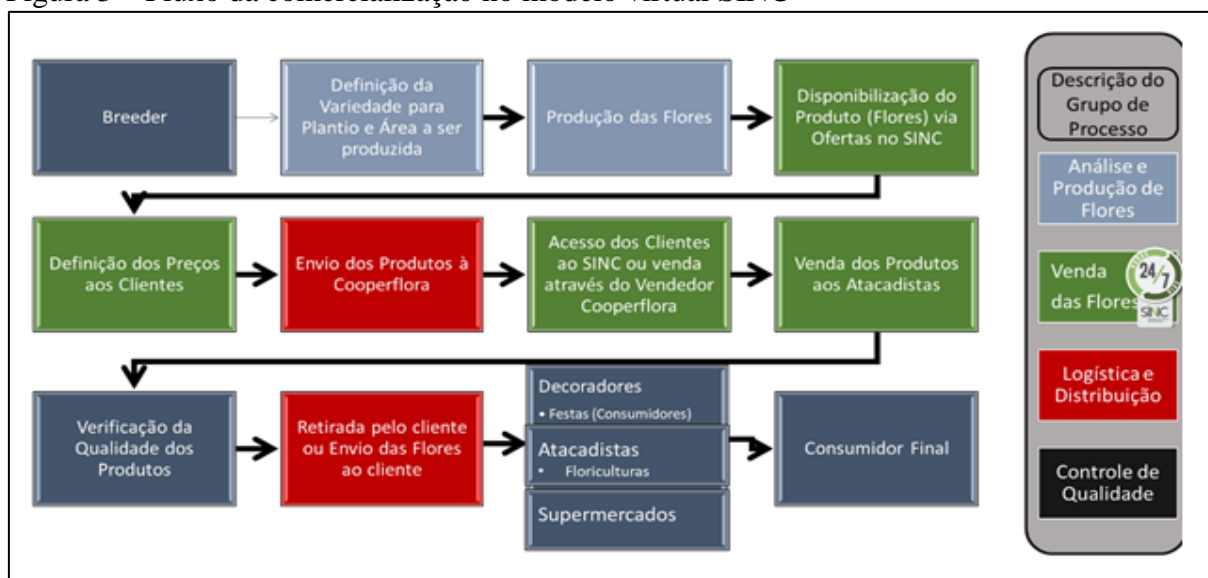 Figura 3 – Fluxo da comercialização no modelo virtual SINC
Breeder
Definição da
Variedade para
Plantio e Área a ser
produzida
Produção das Flores
Disponibilização do
Produto (Flores) via
Ofertas no SINC
Definição dos Preços
aos Clientes
Envio dos Produtos à
Cooperflora
Acesso dos Clientes
ao SINC ou venda
através do Vendedor
Cooperflora
Venda dos Produtos
aos Atacadistas
Verificação da
Qualidade dos
Produtos
Retirada pelo cliente
ou Envio das Flores
ao cliente
Decoradores
• Festas (Consumidores)
Atacadistas
• Floriculturas
Supermercados
Consumidor Final
Descrição do
Grupo de
Processo
Análise e
Produção de
Flores
Venda
das Flores
24/7
SINC
Logística e
Distribuição
Controle de
Qualidade